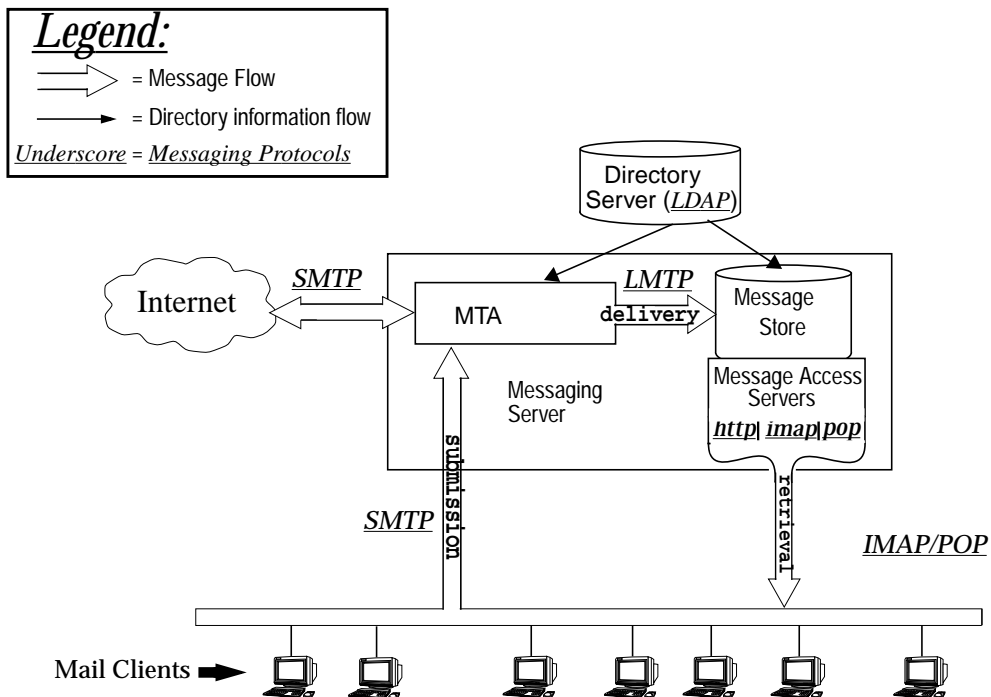 Legend:
= Message Flow
= Directory information flow
Underscore = Messaging Protocols
Directory
Server (LDAP)
SMTP
LMTP
Internet
MTA
delivery
Message
Store
Messaging
Server
Message Access
Servers
http| imap|pop
submission
SMTP
retrieval
IMAP/POP
Mail Clients